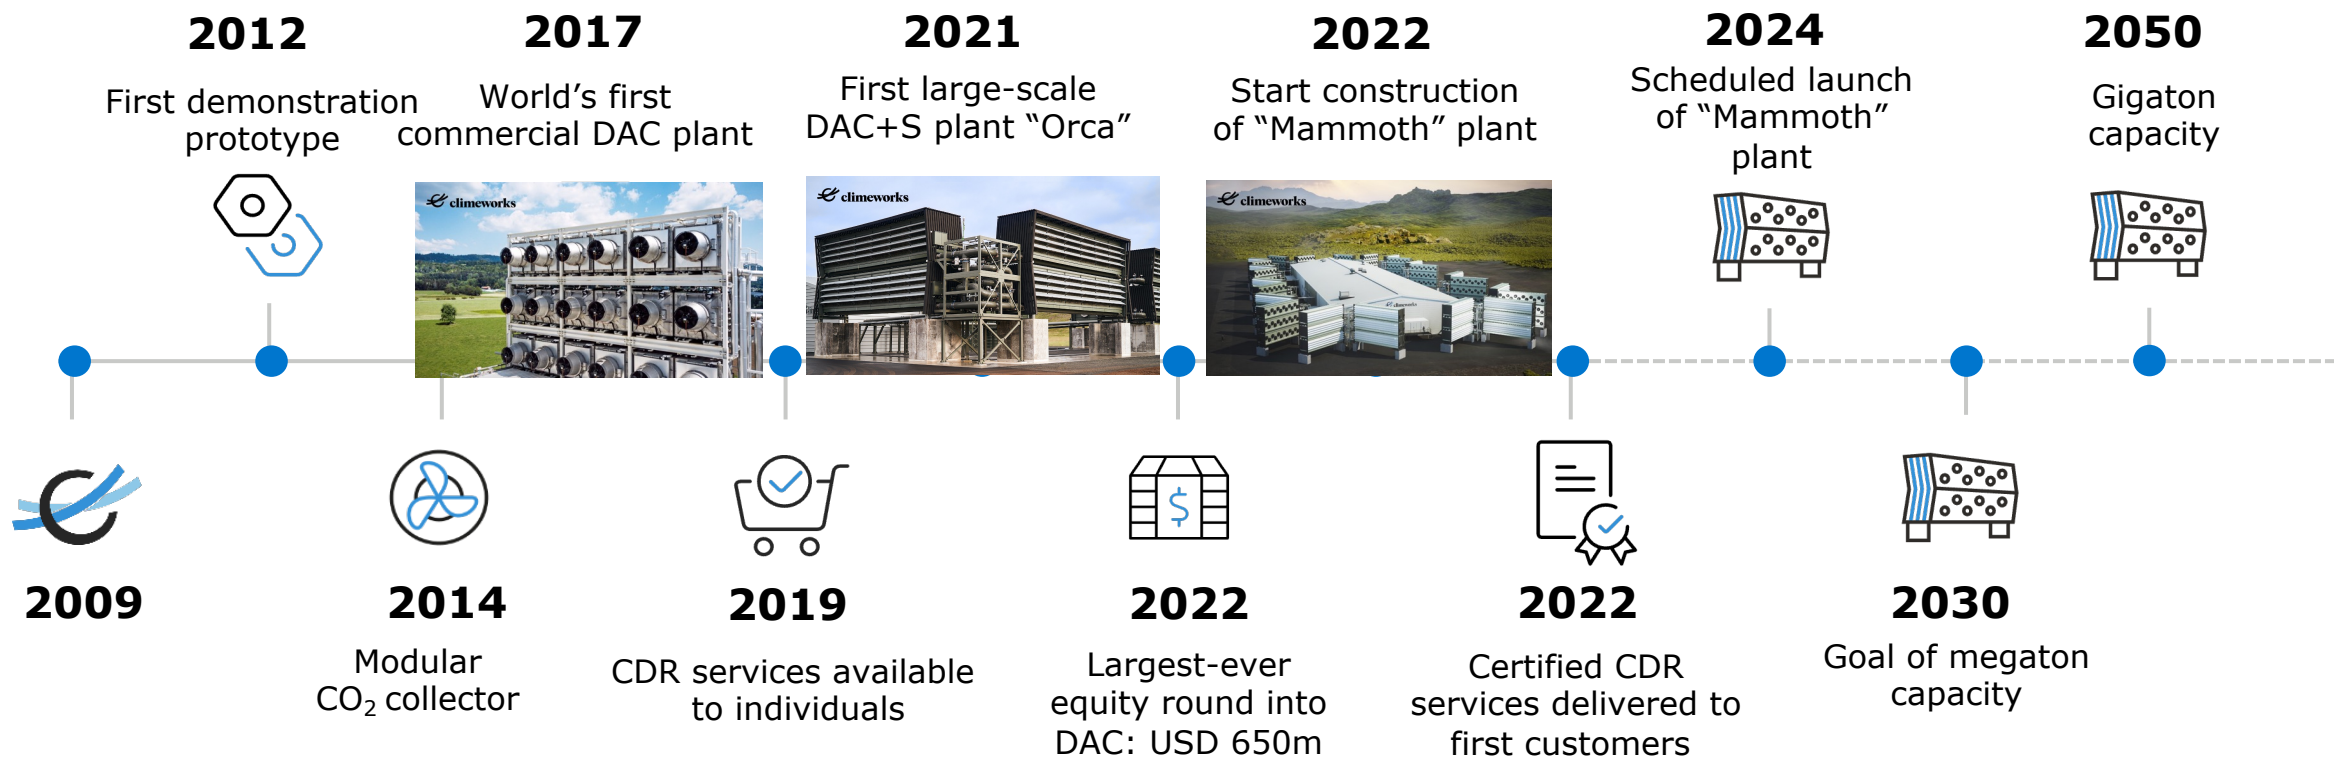 2012
First demonstration
prototype
2017
World’s first
commercial DAC plant
climeworks
2021
First large-scale
DAC+S plant “Orca”
climeworks
2022
Start construction
of “Mammoth” plant
climeworks
climeworks
2024
Scheduled launch
of “Mammoth”
plant
2050
Gigaton
capacity
2009
2014
Modular
CO₂ collector
2019
CDR services available
to individuals
$
2022
Largest-ever
equity round into
DAC: USD 650m
2022
Certified CDR
services delivered to
first customers
2030
Goal of megaton
capacity